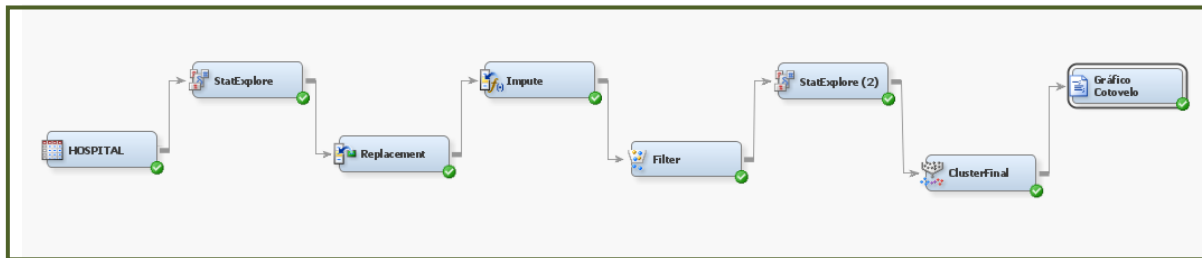 HOSPITAL
StatExplore
Replacement
Impute
Filter
StatExplore (2)
ClusterFinal
Gráfico
Cotovelo